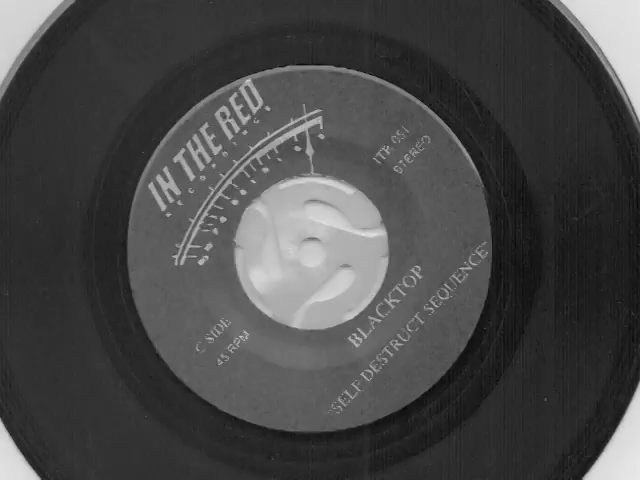 IN THE RED
RECORDINGS
ITR 051
STEREO
C SIDE
45 RPM
BLACKTOP
"SELF DESTRUCT SEQUENCE"